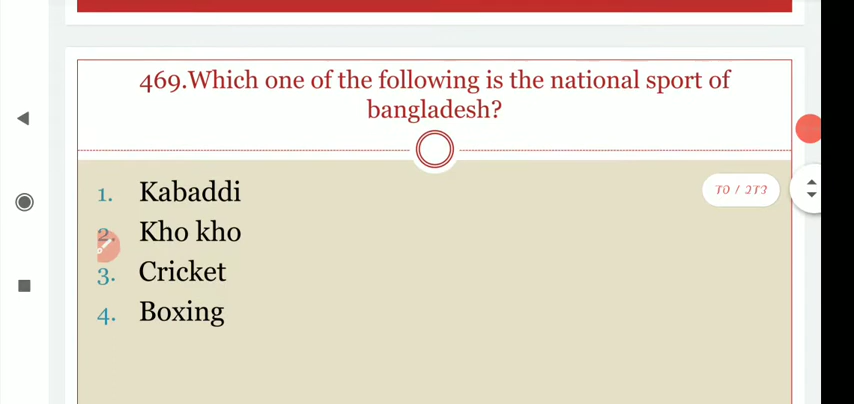 469.Which one of the following is the national sport of
bangladesh?
1. Kabaddi
2. Kho kho
3. Cricket
4. Boxing